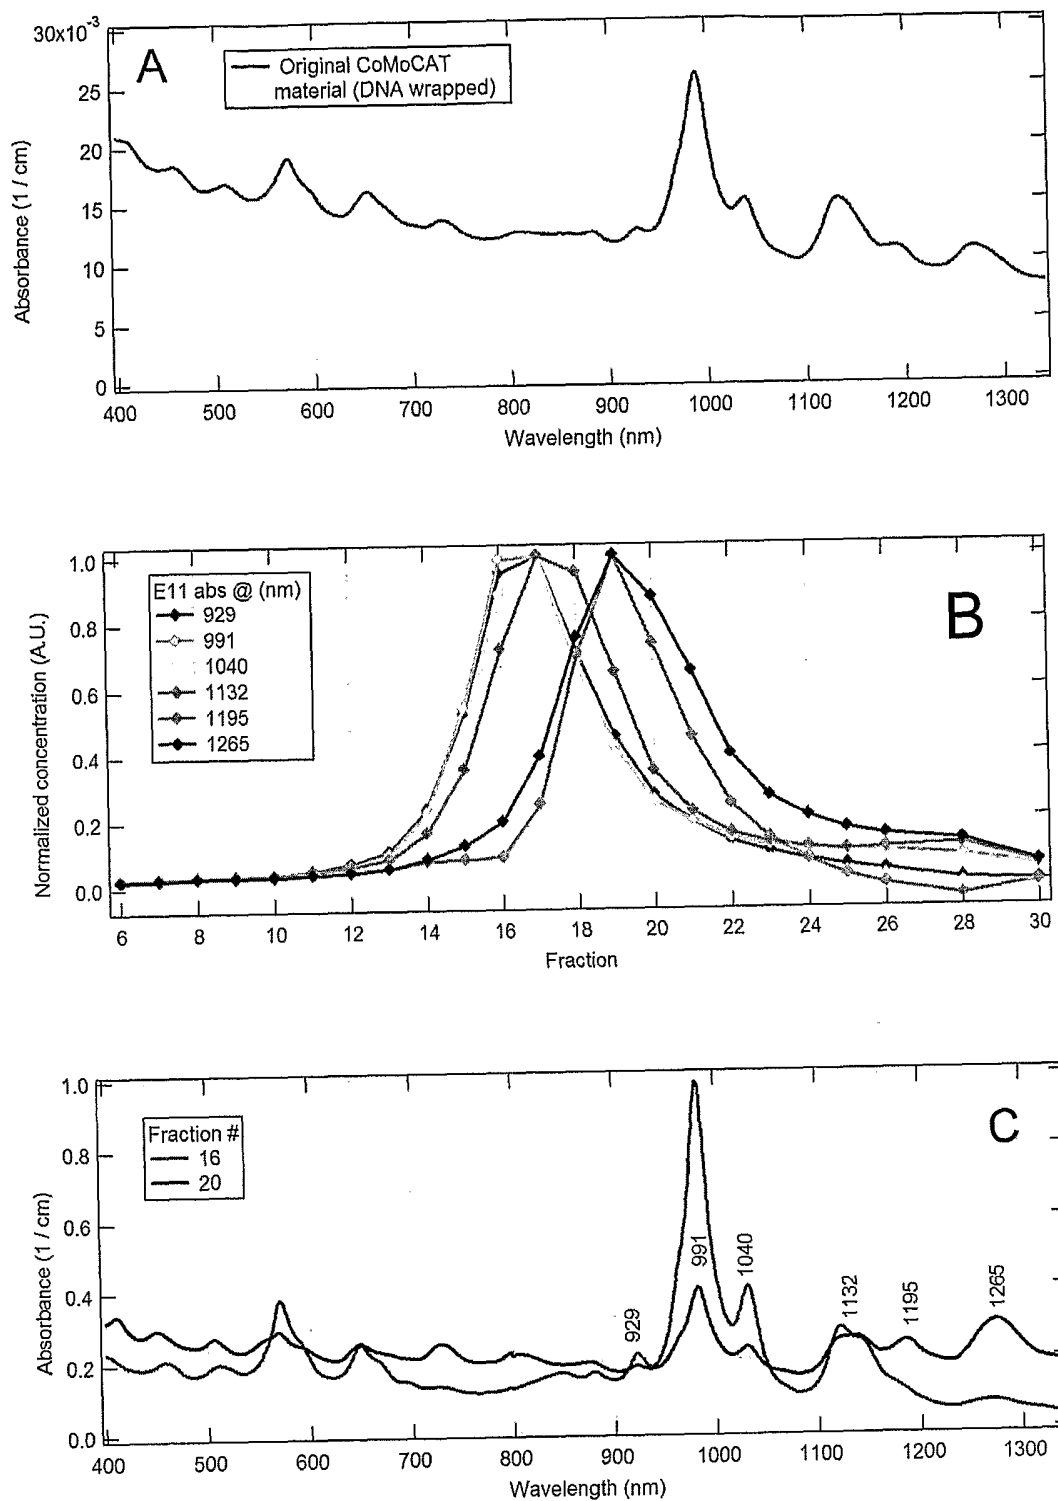 30x10-3
25
20
15
10
5
0
Absorbance (1 / cm)
A
Original CoMoCAT
material (DNA wrapped)
400 500 600 700 800 900 1000 1100 1200 1300
Wavelength (nm)
1.0
0.8
0.6
0.4
0.2
0.0
Normalized concentration (A.U.)
E11 abs @ (nm)
929
991
1040
1132
1195
1265
B
6 8 10 12 14 16 18 20 22 24 26 28 30
Fraction
1.0
0.8
0.6
0.4
0.2
0.0
Absorbance (1 / cm)
Fraction #
16
20
C
929
991
1040
1132
1195
1265
400 500 600 700 800 900 1000 1100 1200 1300
Wavelength (nm)